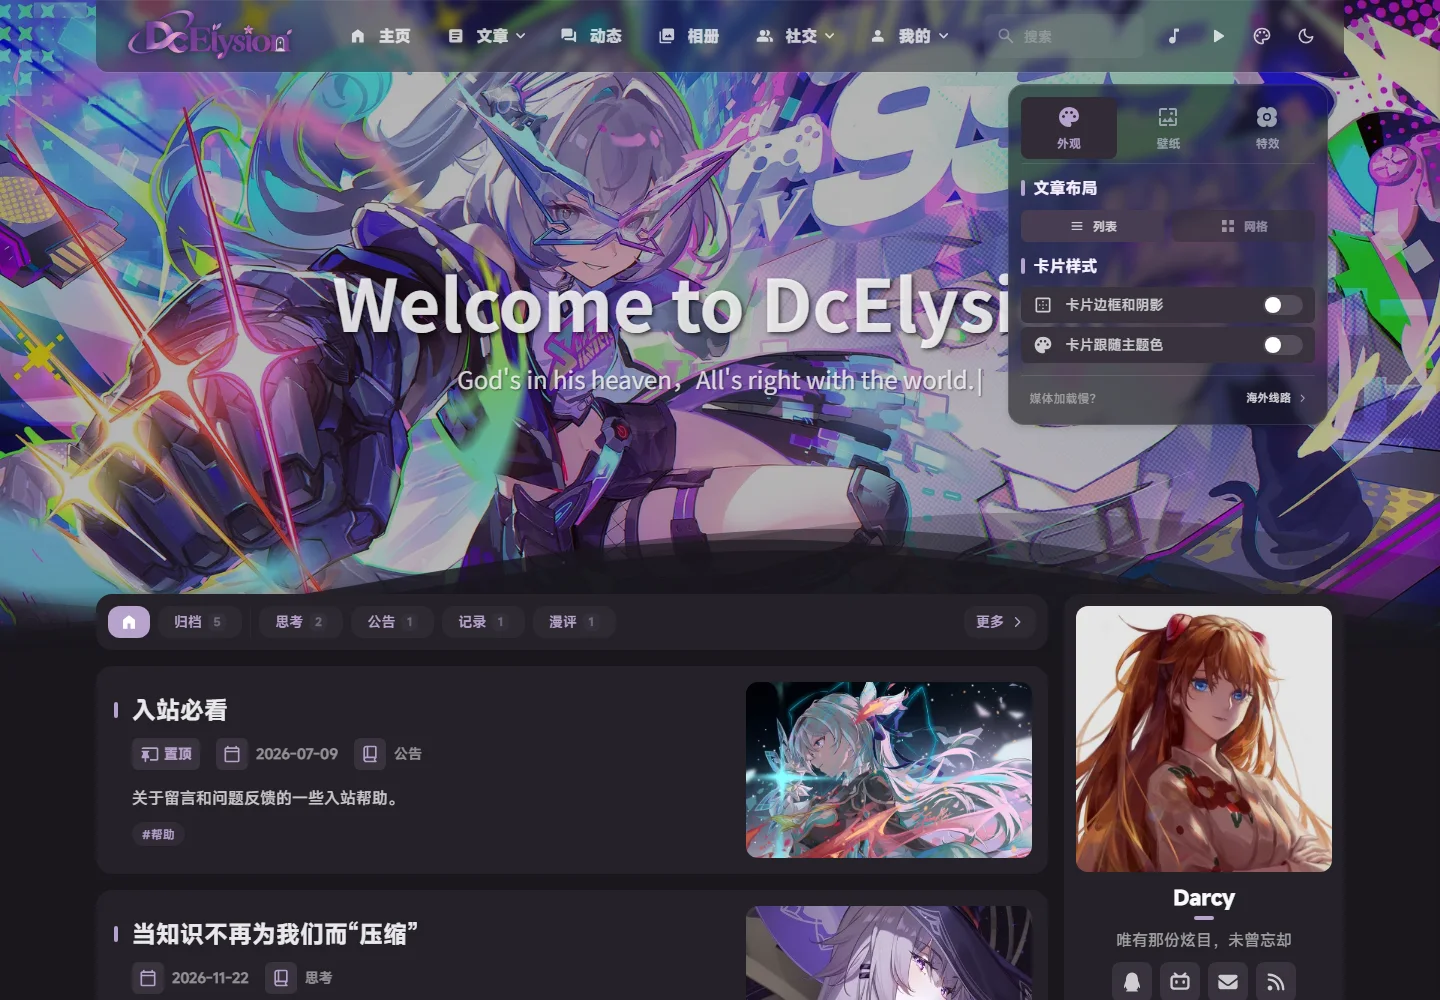 DcElysion
主页
文章
动态
相册
社交
我的
搜索
外观
壁纸
特效
文章布局
列表
网格
卡片样式
卡片边框和阴影
卡片跟随主题色
媒体加载慢?
海外线路
Welcome to DcElysi
God's in his heaven，All's right with the world.|
归档 5
思考 2
公告 1
记录 1
漫评 1
更多
入站必看
置顶 2026-07-09 公告
关于留言和问题反馈的一些入站帮助。
#帮助
当知识不再为我们而“压缩”
2026-11-22 思考
Darcy
唯有那份炫目，未曾忘却